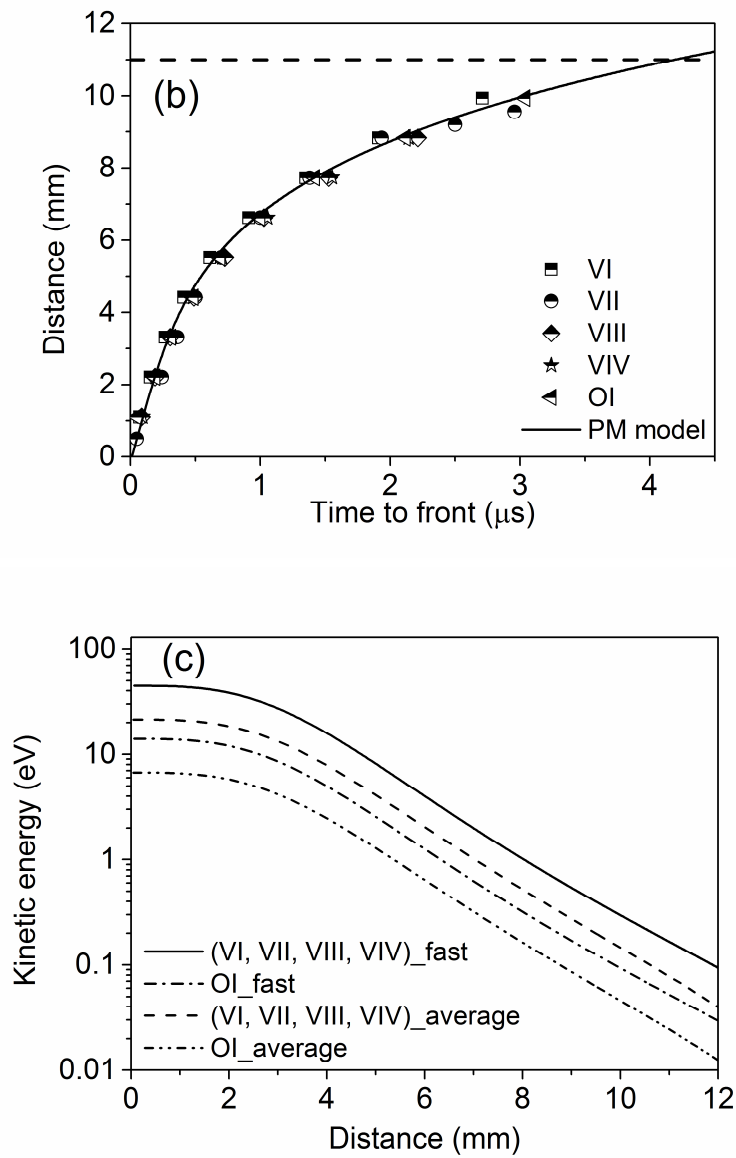 12
10
8
6
4
2
0
Distance (mm)
(b)
VI
VII
VIII
VIV
OI
PM model
0 1 2 3 4
Time to front (μs)
100
10
1
0.1
0.01
Kinetic energy (eV)
(c)
(VI, VII, VIII, VIV)_fast
OI_fast
(VI, VII, VIII, VIV)_average
OI_average
0 2 4 6 8 10 12
Distance (mm)